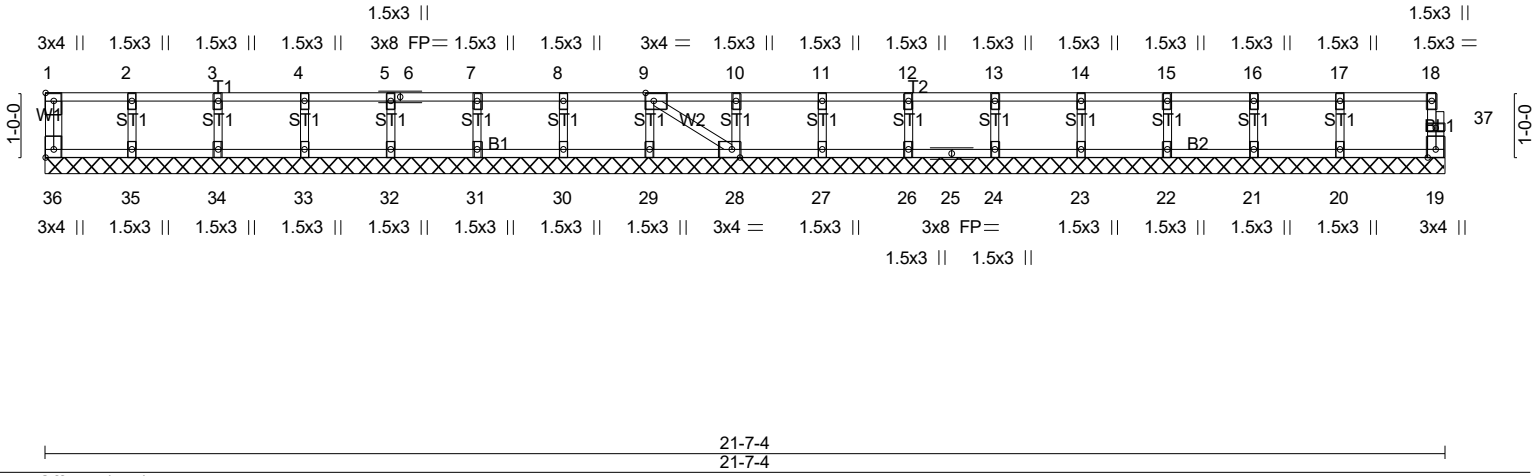 1.5x3 || 1.5x3 ||
3x4 || 1.5x3 || 1.5x3 || 1.5x3 || 3x8 FP= 1.5x3 || 1.5x3 || 3x4 = 1.5x3 || 1.5x3 || 1.5x3 || 1.5x3 || 1.5x3 || 1.5x3 || 1.5x3 || 1.5x3 || 1.5x3 =
1 2 3 4 5 6 7 8 9 10 11 12 13 14 15 16 17 18
T1 T2
1-0-0 W1 ST1 ST1 ST1 ST1 ST1 ST1 ST1 W2 ST1 ST1 ST1 ST1 ST1 ST1 ST1 ST1 37 1-0-0
B1 B2
36 35 34 33 32 31 30 29 28 27 26 25 24 23 22 21 20 19
3x4 || 1.5x3 || 1.5x3 || 1.5x3 || 1.5x3 || 1.5x3 || 1.5x3 || 1.5x3 || 3x4 = 1.5x3 || 3x8 FP= 1.5x3 || 1.5x3 || 1.5x3 || 1.5x3 || 3x4 ||
1.5x3 || 1.5x3 ||
21-7-4
21-7-4